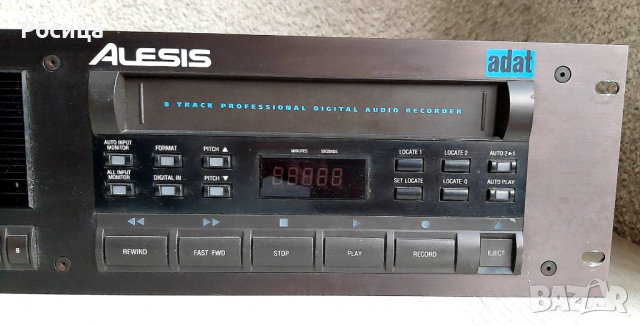 Росица
ALESIS
adat
8 TRACK PROFESSIONAL DIGITAL AUDIO RECORDER
AUTO INPUT
MONITOR
FORMAT
PITCH ▲
MINUTES SECONDS
LOCATE 1
LOCATE 2
AUTO 2►1
ALL INPUT
MONITOR
DIGITAL IN
PITCH ▼
SET LOCATE
LOCATE 0
AUTO PLAY
8
REWIND
FAST FWD
STOP
PLAY
RECORD
EJECT
BAZAR